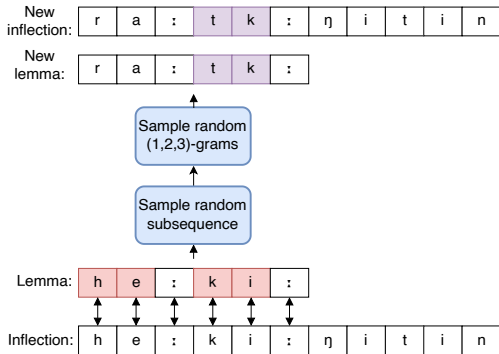 New inflection: r a ː t k ː ŋ i t i n
New lemma: r a ː t k ː
Sample random
(1,2,3)-grams
Sample random
subsequence
Lemma: h e ː k i ː
Inflection: h e ː k i ː ŋ i t i n